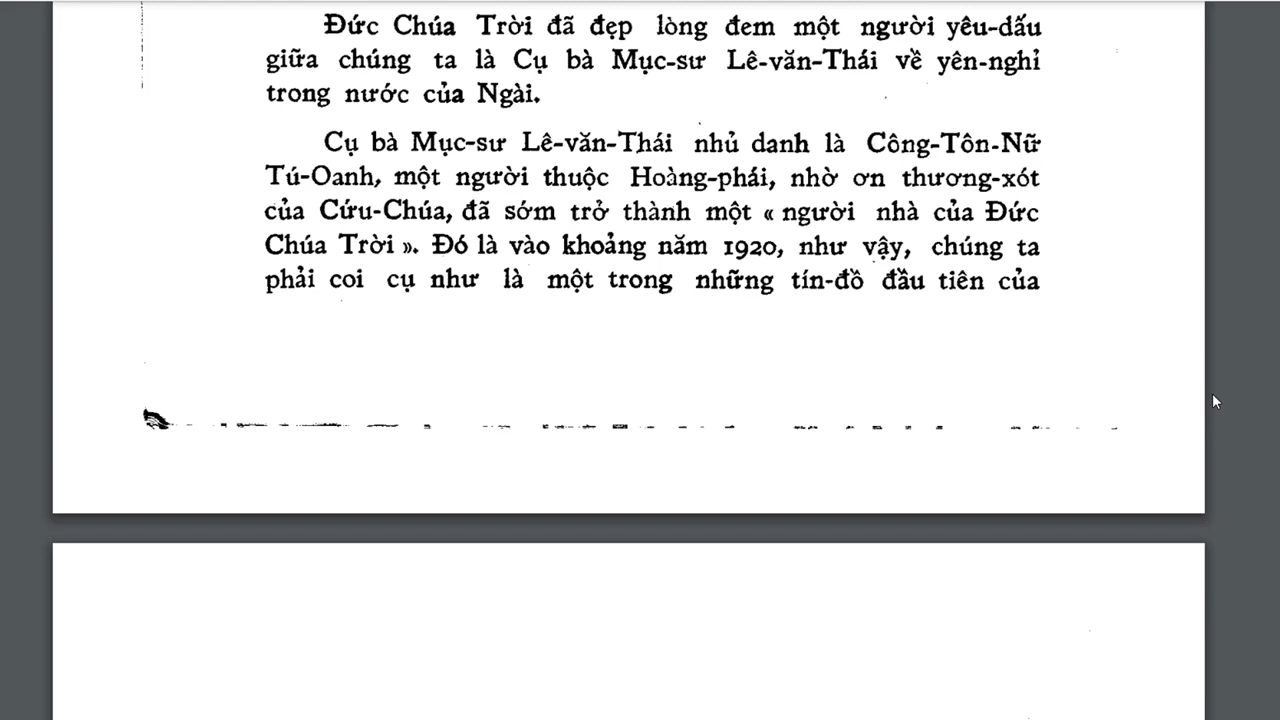 Đức Chúa Trời đã đẹp lòng đem một người yêu-dấu
giữa chúng ta là Cụ bà Mục-sư Lê-văn-Thái về yên-nghỉ
trong nước của Ngài.
Cụ bà Mục-sư Lê-văn-Thái nhủ danh là Công-Tôn-Nữ
Tú-Oanh, một người thuộc Hoàng-phái, nhờ ơn thương-xót
của Cứu-Chúa, đã sớm trở thành một « người nhà của Đức
Chúa Trời ». Đó là vào khoảng năm 1920, như vậy, chúng ta
phải coi cụ như là một trong những tín-đồ đầu tiên của